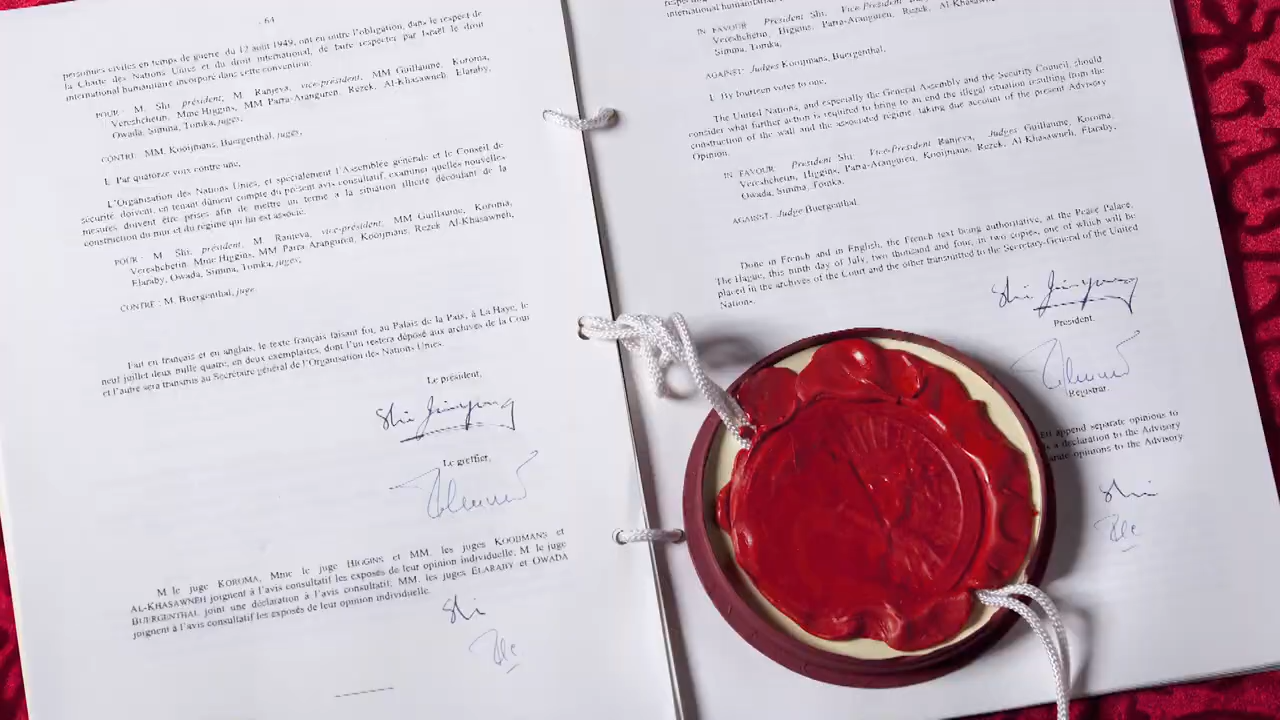 64
personnes civiles en temps de guerre, du 12 août 1949, ont en outre l'obligation, dans le respect de
la Charte des Nations Unies et du droit international, de faire respecter par Israël le droit
international humanitaire incorporé dans cette convention.
POUR : M. Shi, président, M. Ranjeva, vice-président, MM Guillaume, Koroma,
Vereshchetin, Mme Higgins, MM Parra-Aranguren, Rezek, Al-Khasawneh, Elaraby,
Owada, Simma, Tomka, juges;
CONTRE : MM. Kooijmans, Buergenthal, juges;
I. Par quatorze voix contre une,
L'Organisation des Nations Unies, et spécialement l'Assemblée générale et le Conseil de
sécurité doivent, en tenant dûment compte du présent avis consultatif, examiner quelles nouvelles
mesures doivent être prises afin de mettre un terme à la situation illicite découlant de la
construction du mur et du régime qui lui est associé.
POUR : M. Shi, président, M. Ranjeva, vice-président, MM Guillaume, Koroma,
Vereshchetin, Mme Higgins, MM Parra-Aranguren, Kooijmans, Rezek, Al-Khasawneh,
Elaraby, Owada, Simma, Tomka, juges;
CONTRE : M. Buergenthal, juge.
Fait en français et en anglais, le texte français faisant foi, au Palais de la Paix, à La Haye, le
neuf juillet deux mille quatre, en deux exemplaires, dont l'un restera déposé aux archives de la Cour
et l'autre sera transmis au Secrétaire général de l'Organisation des Nations Unies.
Le président,
Shi Jiuyong
Le greffier,
M. le juge KOROMA, Mme le juge HIGGINS et MM. les juges KOOIJMANS et
AL-KHASAWNEH joignent à l'avis consultatif les exposés de leur opinion individuelle; M. le juge
BUERGENTHAL joint une déclaration à l'avis consultatif; MM. les juges ELARABY et OWADA
joignent à l'avis consultatif les exposés de leur opinion individuelle.
Shi
international humanitarian
IN FAVOUR: President Shi; Vice-President
Vereshchetin, Higgins, Parra-Aranguren, Rezek, Al-Khasawneh
Simma, Tomka;
AGAINST: Judges Kooijmans, Buergenthal;
I. By fourteen votes to one,
The United Nations, and especially the General Assembly and the Security Council, should
consider what further action is required to bring to an end the illegal situation resulting from the
construction of the wall and the associated régime, taking due account of the present Advisory
Opinion.
IN FAVOUR: President Shi; Vice-President Ranjeva; Judges Guillaume, Koroma,
Vereshchetin, Higgins, Parra-Aranguren, Kooijmans, Rezek, Al-Khasawneh, Elaraby,
Owada, Simma, Tomka;
AGAINST: Judge Buergenthal.
Done in French and in English, the French text being authoritative, at the Peace Palace,
The Hague, this ninth day of July, two thousand and four, in two copies, one of which will be
placed in the archives of the Court and the other transmitted to the Secretary-General of the United
Nations.
Shi Jiuyong
President.
Registrar.
append separate opinions to
a declaration to the Advisory
opinions to the Advisory
Shi